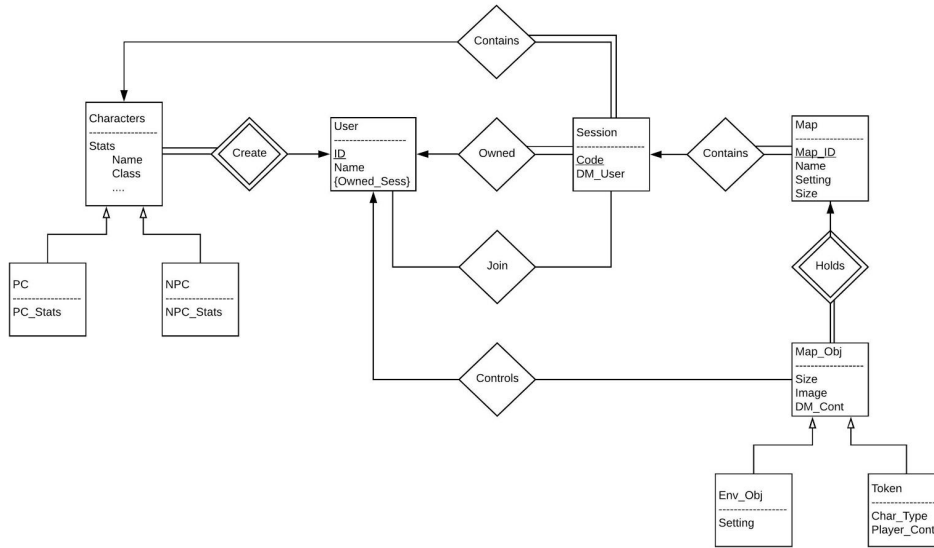 Contains
Characters
--------------------
Stats
Name
Class
....
Create
User
--------------------
ID
Name
{Owned_Sess}
Owned
Session
--------------------
Code
DM_User
Contains
Map
--------------------
Map_ID
Name
Setting
Size
Join
Holds
PC
--------------------
PC_Stats
NPC
--------------------
NPC_Stats
Controls
Map_Obj
--------------------
Size
Image
DM_Cont
Env_Obj
--------------------
Setting
Token
--------------------
Char_Type
Player_Cont